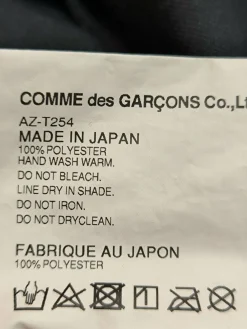 COMME des GARÇONS Co.,Lt
AZ-T254
MADE IN JAPAN
100% POLYESTER
HAND WASH WARM.
DO NOT BLEACH.
LINE DRY IN SHADE.
DO NOT IRON.
DO NOT DRYCLEAN.
FABRIQUE AU JAPON
100% POLYESTER